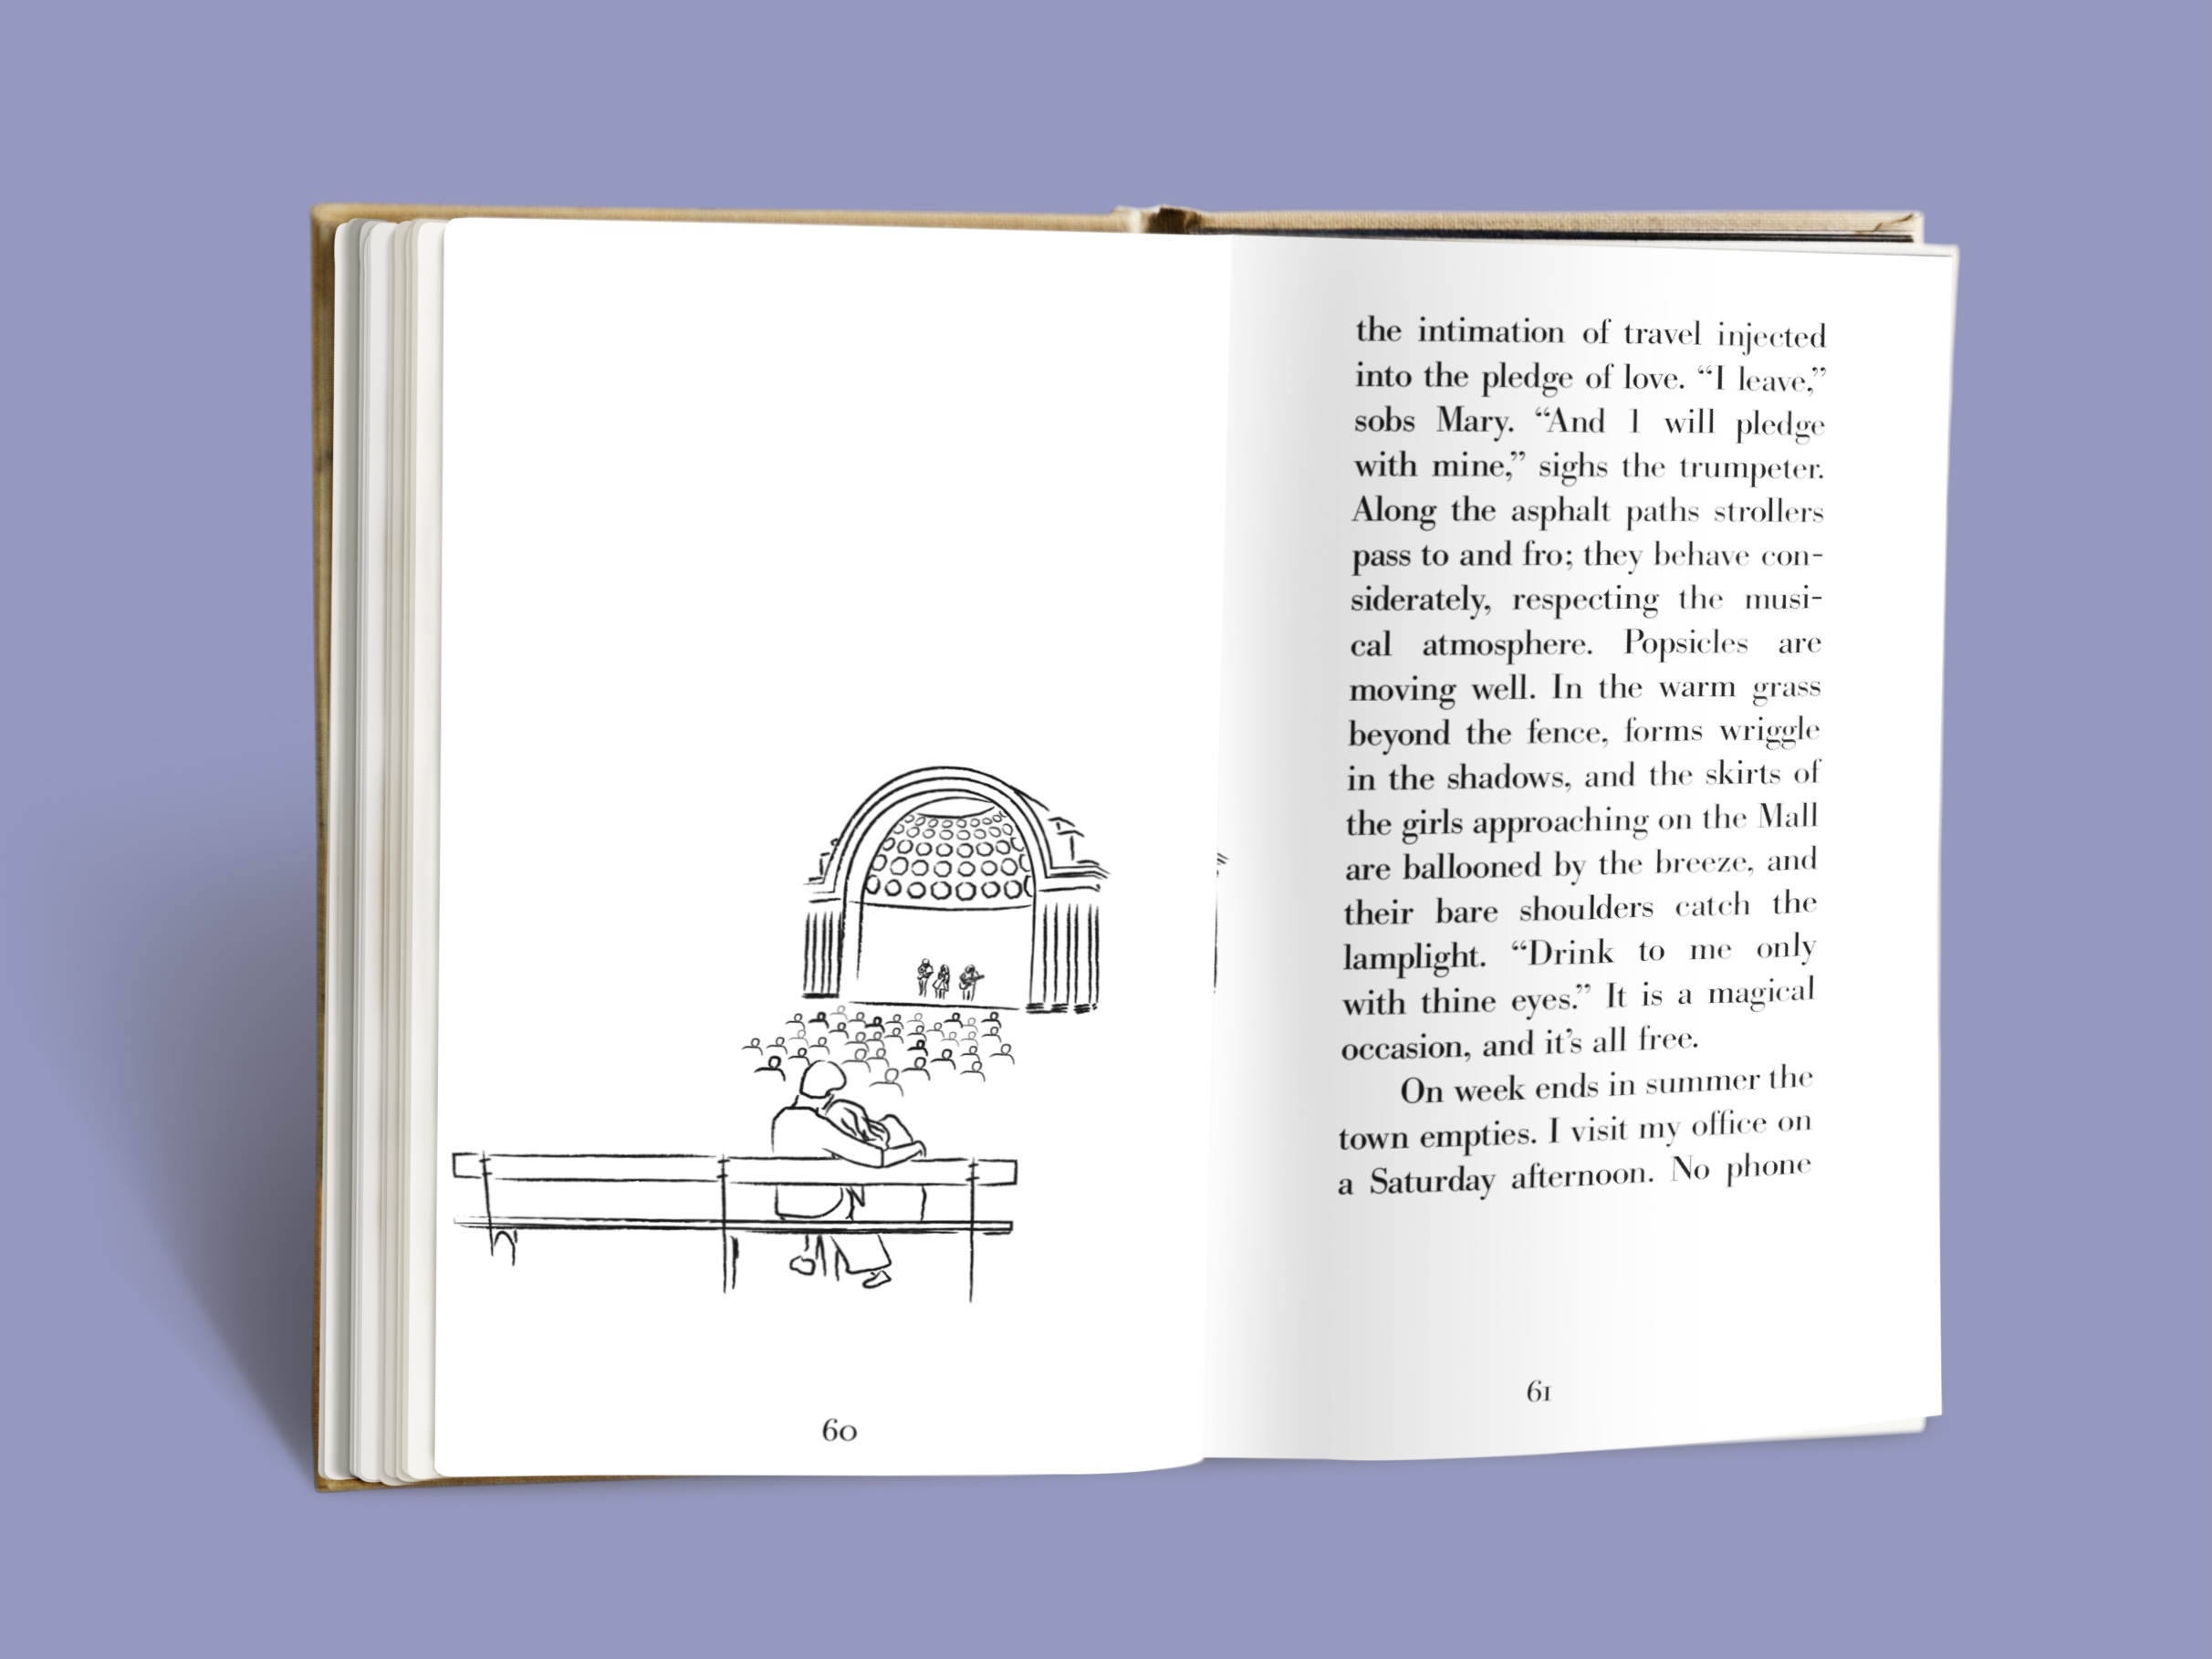 60
the intimation of travel injected
into the pledge of love. “I leave,”
sobs Mary. “And I will pledge
with mine,” sighs the trumpeter.
Along the asphalt paths strollers
pass to and fro; they behave con-
siderately, respecting the musi-
cal atmosphere. Popsicles are
moving well. In the warm grass
beyond the fence, forms wriggle
in the shadows, and the skirts of
the girls approaching on the Mall
are ballooned by the breeze, and
their bare shoulders catch the
lamplight. “Drink to me only
with thine eyes.” It is a magical
occasion, and it’s all free.
On week ends in summer the
town empties. I visit my office on
a Saturday afternoon. No phone
61